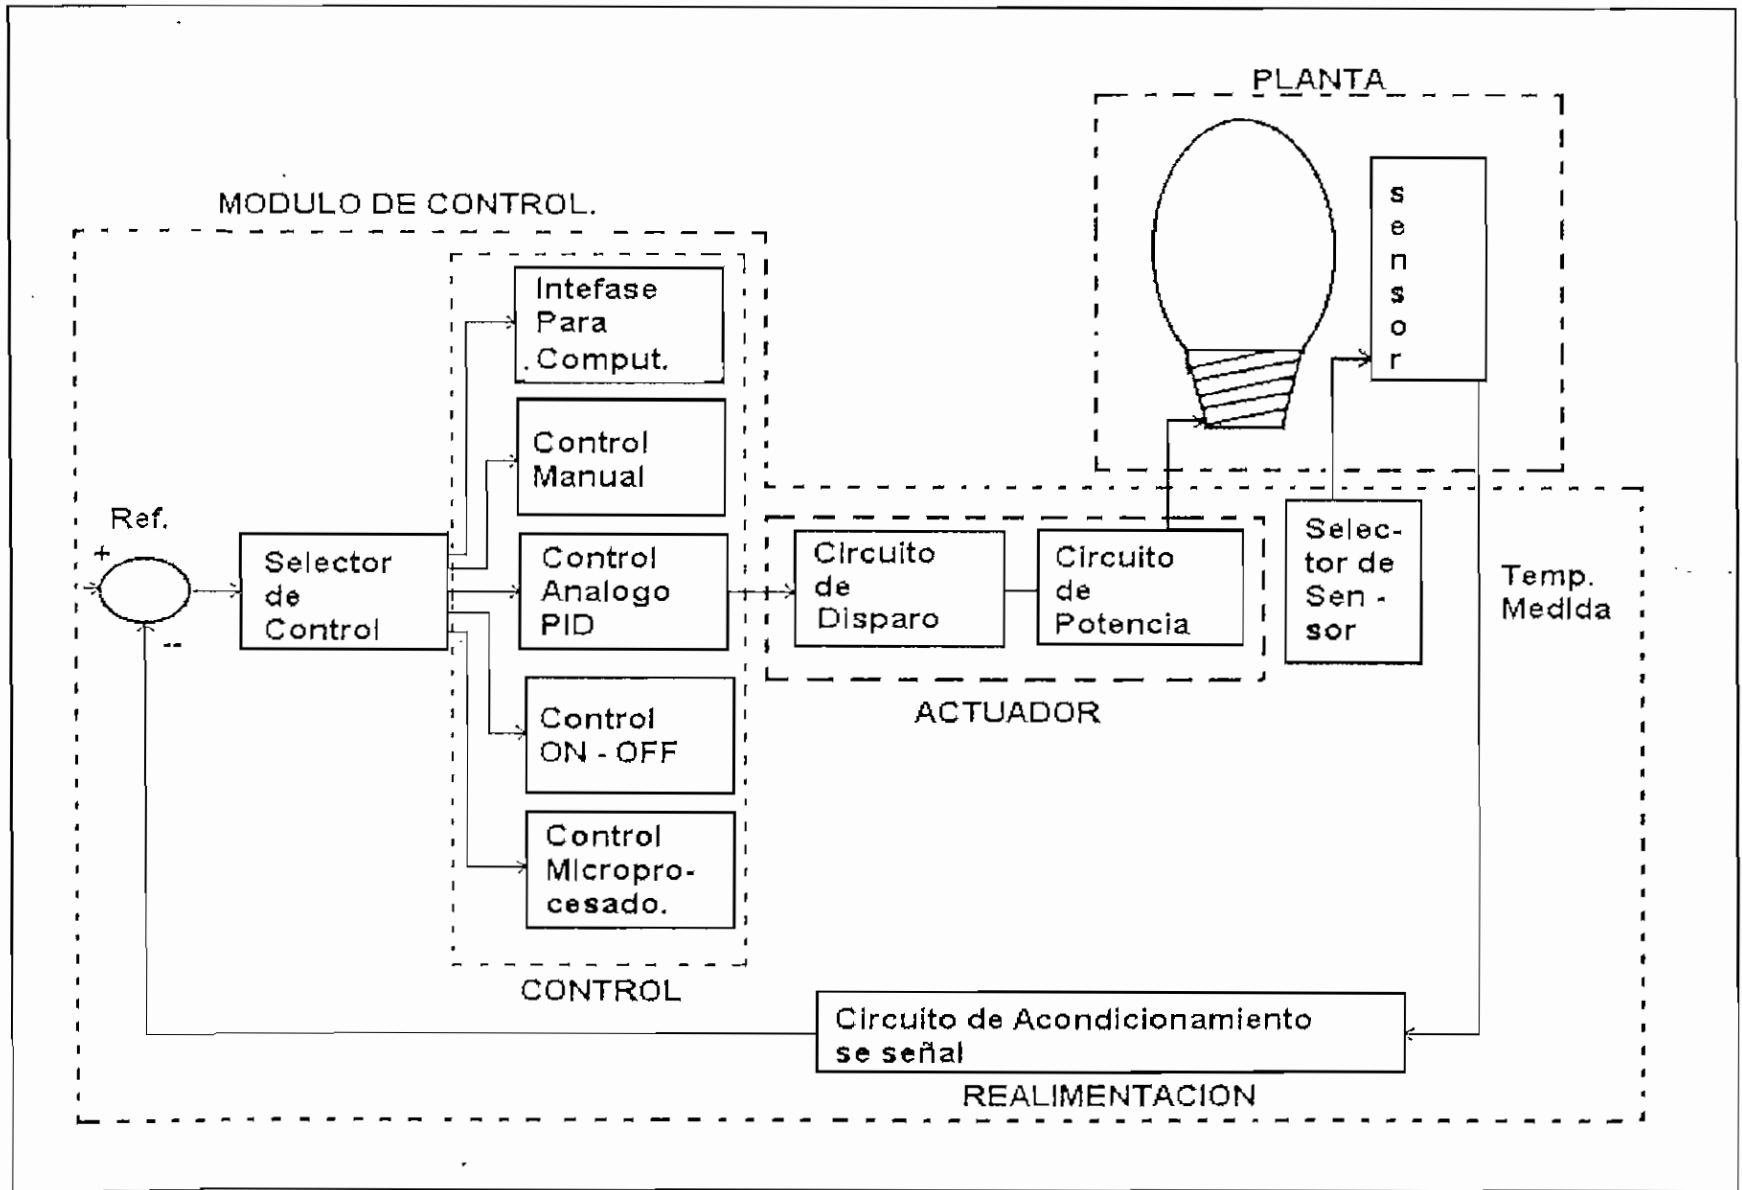 PLANTA
s
e
n
s
o
r
MODULO DE CONTROL.
Intefase
Para
Comput.
Control
Manual
Ref.
+
--
Selector
de
Control
Control
Analogo
PID
Control
ON - OFF
Control
Micropro-
cesado.
CONTROL
Circuito
de
Disparo
Circuito
de
Potencia
ACTUADOR
Selec-
tor de
Sen -
sor
Temp.
Medida
Circuito de Acondicionamiento
se señal
REALIMENTACION